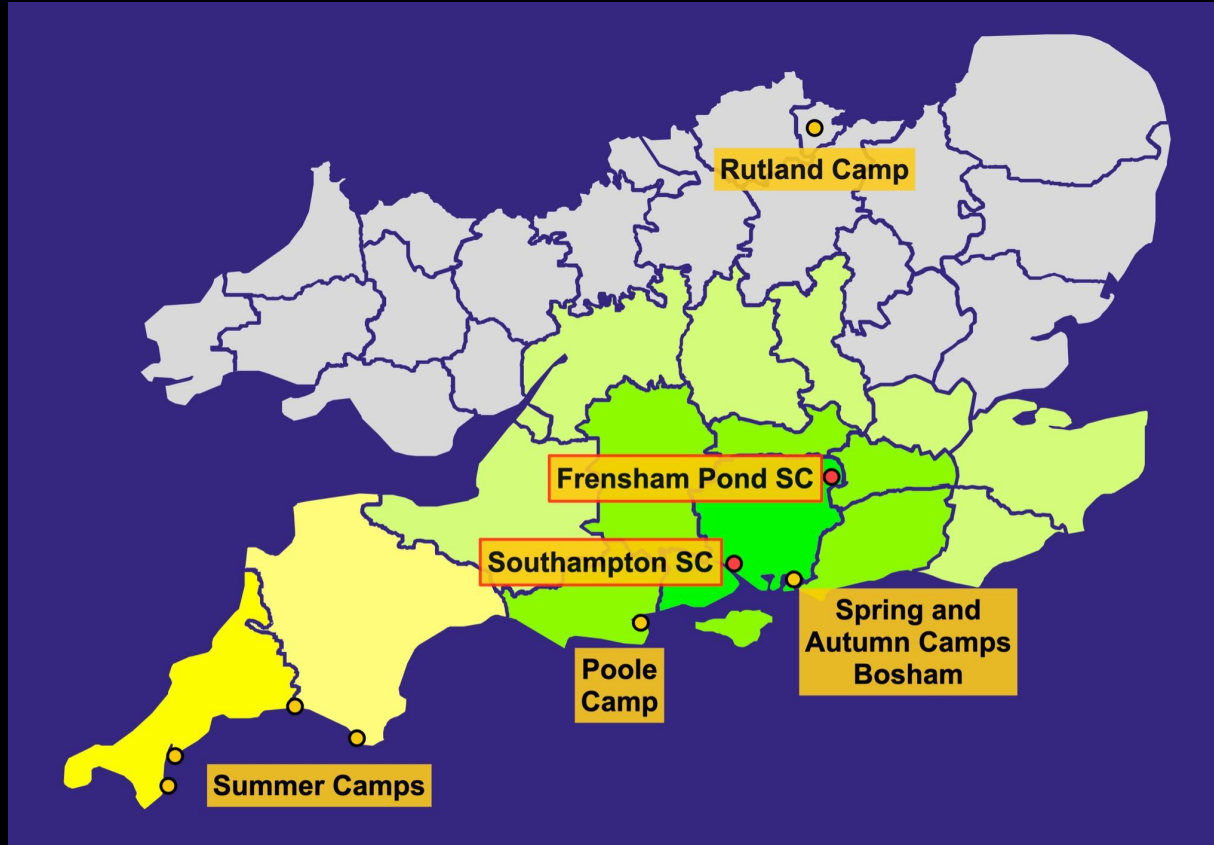 Rutland Camp
Frensham Pond SC
Southampton SC
Spring and
Autumn Camps
Bosham
Poole
Camp
Summer Camps